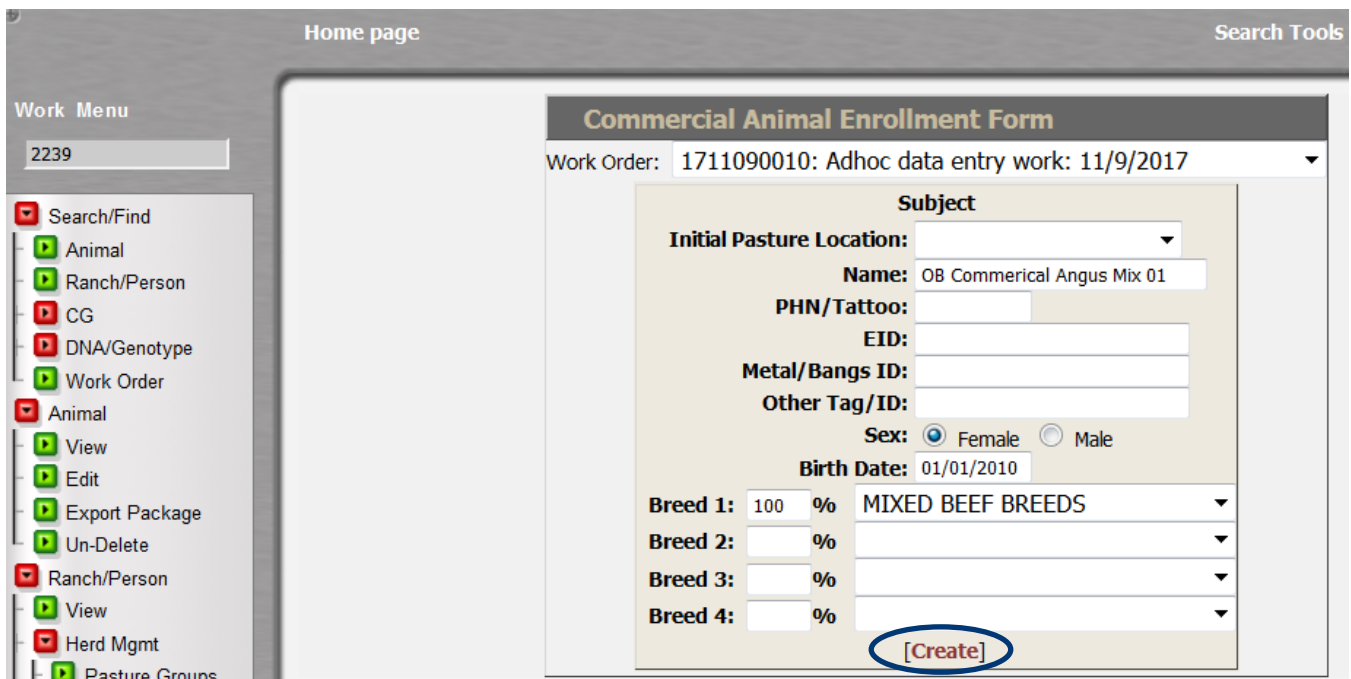 Home page
Search Tools
Work Menu
2239
Search/Find
Animal
Ranch/Person
CG
DNA/Genotype
Work Order
Animal
View
Edit
Export Package
Un-Delete
Ranch/Person
View
Herd Mgmt
Pasture Groups
Commercial Animal Enrollment Form
Work Order: 1711090010: Adhoc data entry work: 11/9/2017
Subject
Initial Pasture Location:
Name: OB Commerical Angus Mix 01
PHN/Tattoo:
EID:
Metal/Bangs ID:
Other Tag/ID:
Sex: Female Male
Birth Date: 01/01/2010
Breed 1: 100 % MIXED BEEF BREEDS
Breed 2: %
Breed 3: %
Breed 4: %
[Create]